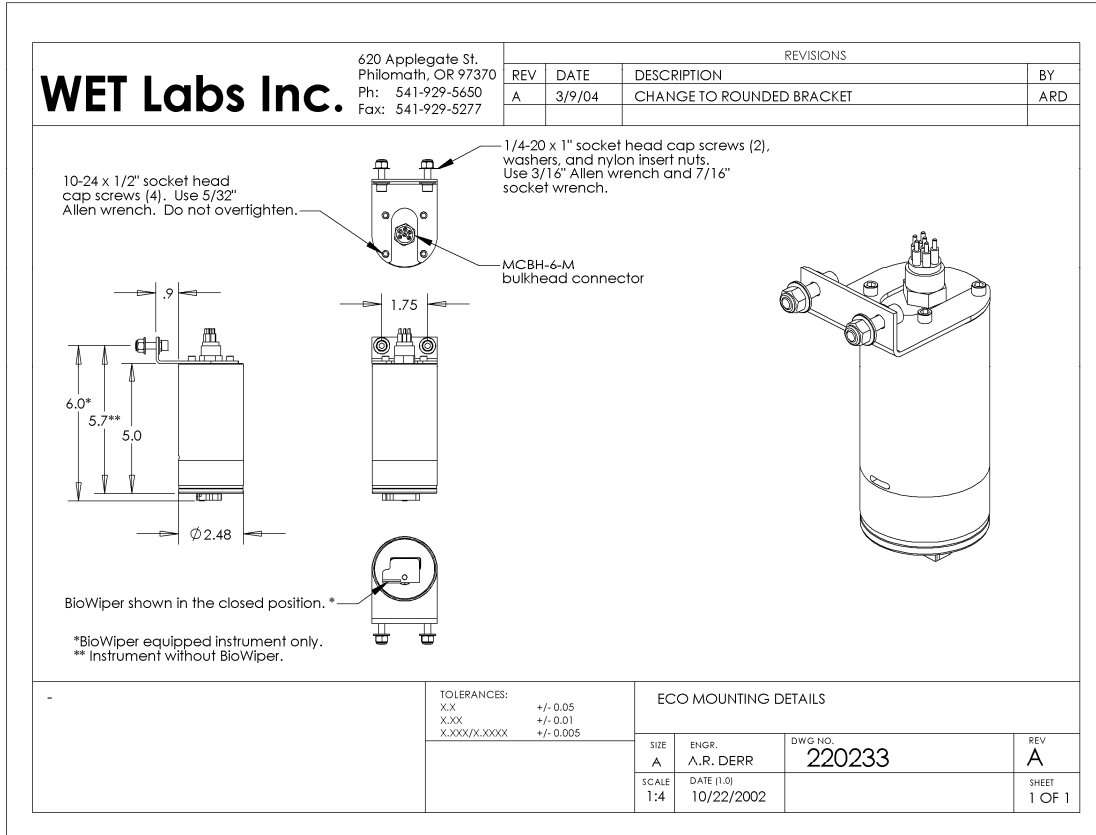 WET Labs Inc.
620 Applegate St.
Philomath, OR 97370
Ph: 541-929-5650
Fax: 541-929-5277
REVISIONS
REV DATE DESCRIPTION BY
A 3/9/04 CHANGE TO ROUNDED BRACKET ARD
1/4-20 x 1" socket head cap screws (2),
washers, and nylon insert nuts.
Use 3/16" Allen wrench and 7/16"
socket wrench.
10-24 x 1/2" socket head
cap screws (4). Use 5/32"
Allen wrench. Do not overtighten.
MCBH-6-M
bulkhead connector
.9
1.75
6.0*
5.7**
5.0
Ø2.48
BioWiper shown in the closed position. *
*BioWiper equipped instrument only.
** Instrument without BioWiper.
-
TOLERANCES:
X.X +/- 0.05
X.XX +/- 0.01
X.XXX/X.XXXX +/- 0.005
ECO MOUNTING DETAILS
SIZE ENGR. DWG NO. REV
A A.R. DERR 220233 A
SCALE DATE (1.0) SHEET
1:4 10/22/2002 1 OF 1